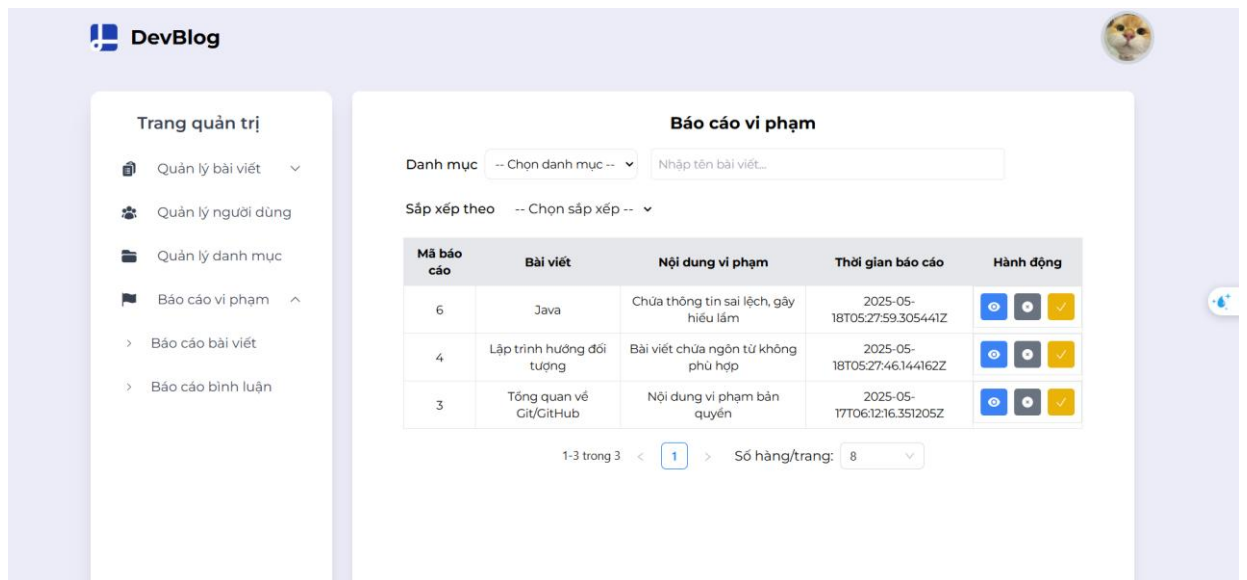 DevBlog
Trang quản trị
Quản lý bài viết
Quản lý người dùng
Quản lý danh mục
Báo cáo vi phạm
Báo cáo bài viết
Báo cáo bình luận
Báo cáo vi phạm
Danh mục -- Chọn danh mục -- Nhập tên bài viết...
Sắp xếp theo -- Chọn sắp xếp --
Mã báo
cáo
Bài viết
Nội dung vi phạm
Thời gian báo cáo
Hành động
6
Java
Chứa thông tin sai lệch, gây
hiểu lầm
2025-05-
18T05:27:59.305441Z
4
Lập trình hướng đối
tượng
Bài viết chứa ngôn từ không
phù hợp
2025-05-
18T05:27:46.144162Z
3
Tổng quan về
Git/GitHub
Nội dung vi phạm bản
quyền
2025-05-
17T06:12:16.351205Z
1-3 trong 3 < 1 > Số hàng/trang: 8